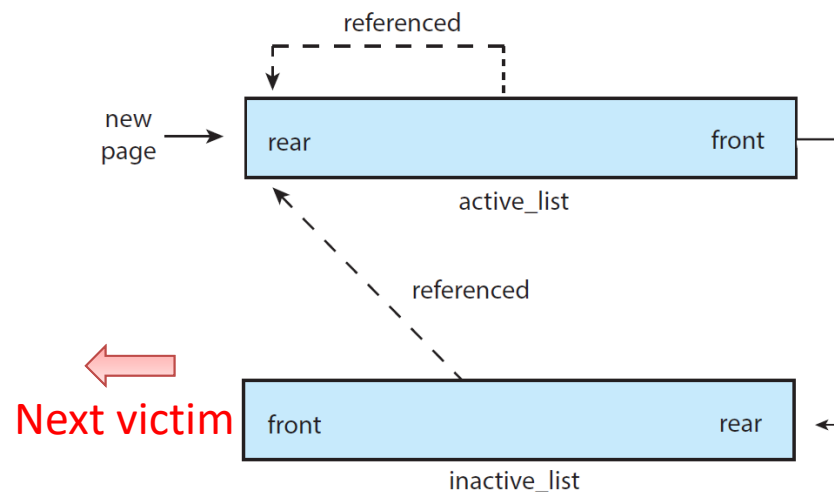 referenced
new
page
rear
front
active_list
referenced
Next victim
front
rear
inactive_list